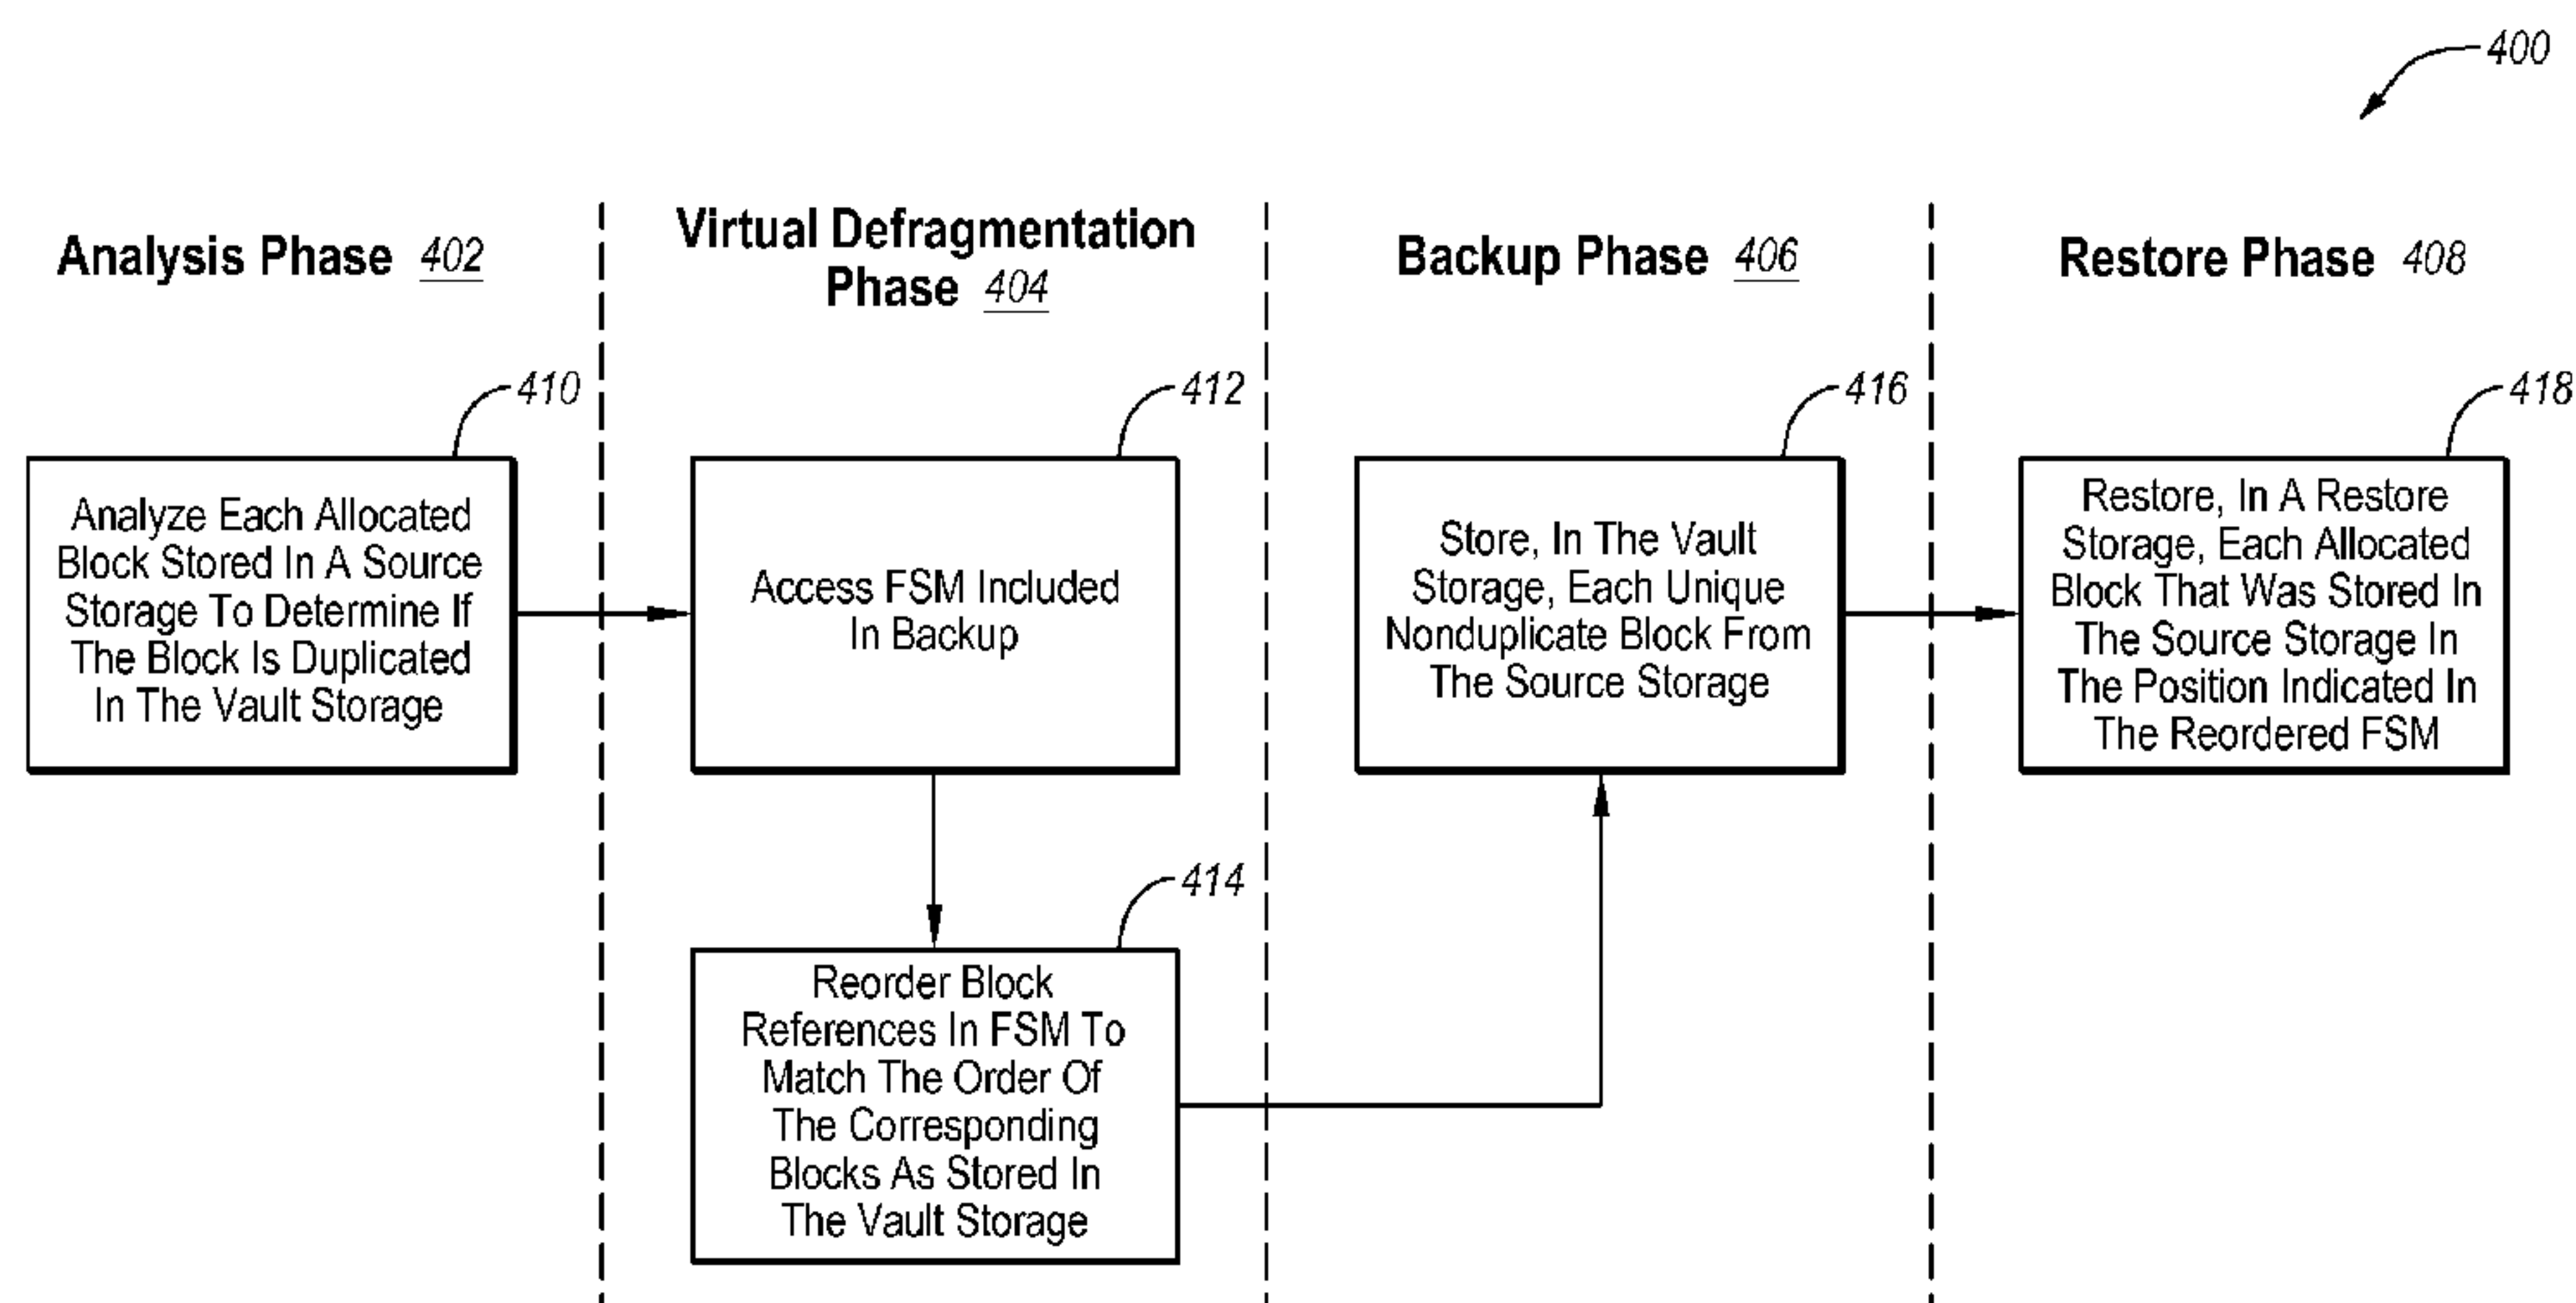 400
Analysis Phase 402
Virtual Defragmentation
Phase 404
Backup Phase 406
Restore Phase 408
410
Analyze Each Allocated
Block Stored In A Source
Storage To Determine If
The Block Is Duplicated
In The Vault Storage
412
Access FSM Included
In Backup
414
Reorder Block
References In FSM To
Match The Order Of
The Corresponding
Blocks As Stored In
The Vault Storage
416
Store, In The Vault
Storage, Each Unique
Nonduplicate Block From
The Source Storage
418
Restore, In A Restore
Storage, Each Allocated
Block That Was Stored In
The Source Storage In
The Position Indicated In
The Reordered FSM